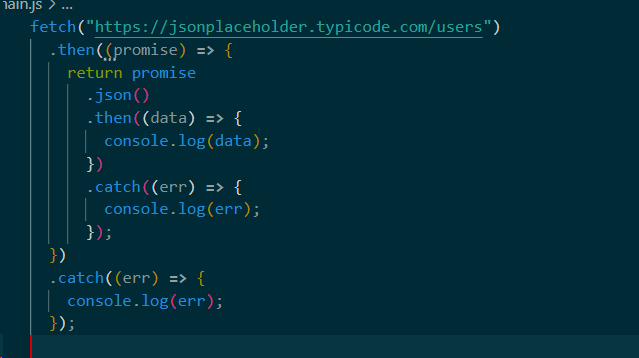 main.js > ...
fetch("https://jsonplaceholder.typicode.com/users")
.then((promise) => {
return promise
.json()
.then((data) => {
console.log(data);
})
.catch((err) => {
console.log(err);
});
})
.catch((err) => {
console.log(err);
});